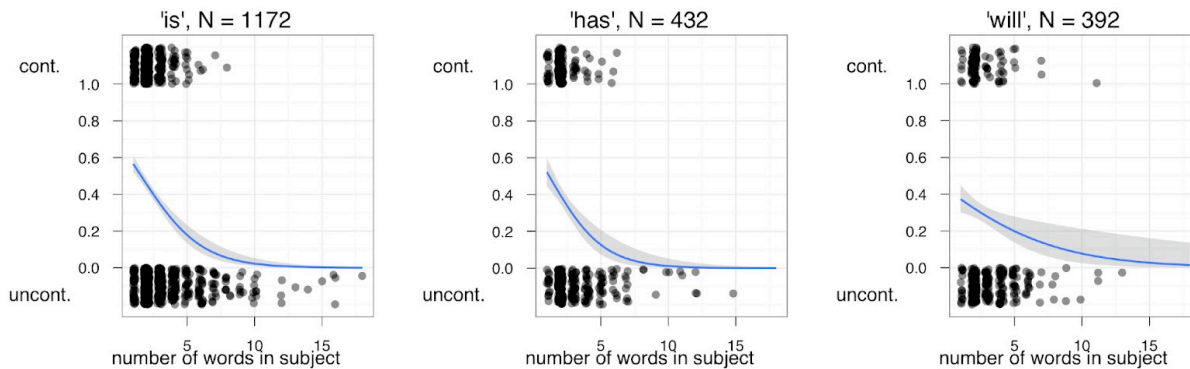 'is', N = 1172
cont.
1.0
0.8
0.6
0.4
0.2
0.0
uncont.
5
10
15
number of words in subject
'has', N = 432
cont.
1.0
0.8
0.6
0.4
0.2
0.0
uncont.
5
10
15
number of words in subject
'will', N = 392
cont.
1.0
0.8
0.6
0.4
0.2
0.0
uncont.
5
10
15
number of words in subject